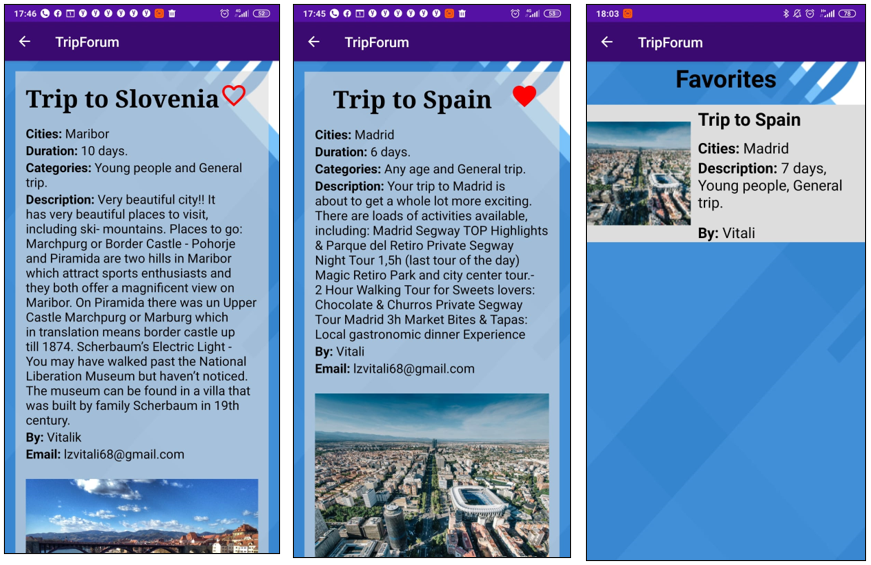 17:46
4G
59
TripForum
Trip to Slovenia
Cities: Maribor
Duration: 10 days.
Categories: Young people and General
trip.
Description: Very beautiful city!! It
has very beautiful places to visit,
including ski- mountains. Places to go:
Marchpurg or Border Castle - Pohorje
and Piramida are two hills in Maribor
which attract sports enthusiasts and
they both offer a magnificent view on
Maribor. On Piramida there was un Upper
Castle Marchpurg or Marburg which
in translation means border castle up
till 1874. Scherbaum's Electric Light -
You may have walked past the National
Liberation Museum but haven't noticed.
The museum can be found in a villa that
was built by family Scherbaum in 19th
century.
By: Vitalik
Email: lzvitali68@gmail.com
17:45
4G
59
TripForum
Trip to Spain
Cities: Madrid
Duration: 6 days.
Categories: Any age and General trip.
Description: Your trip to Madrid is
about to get a whole lot more exciting.
There are loads of activities available,
including: Madrid Segway TOP Highlights
& Parque del Retiro Private Segway
Night Tour 1,5h (last tour of the day)
Magic Retiro Park and city center tour.-
2 Hour Walking Tour for Sweets lovers:
Chocolate & Churros Private Segway
Tour Madrid 3h Market Bites & Tapas:
Local gastronomic dinner Experience
By: Vitali
Email: lzvitali68@gmail.com
18:03
78
TripForum
Favorites
Trip to Spain
Cities: Madrid
Description: 7 days,
Young people, General
trip.
By: Vitali